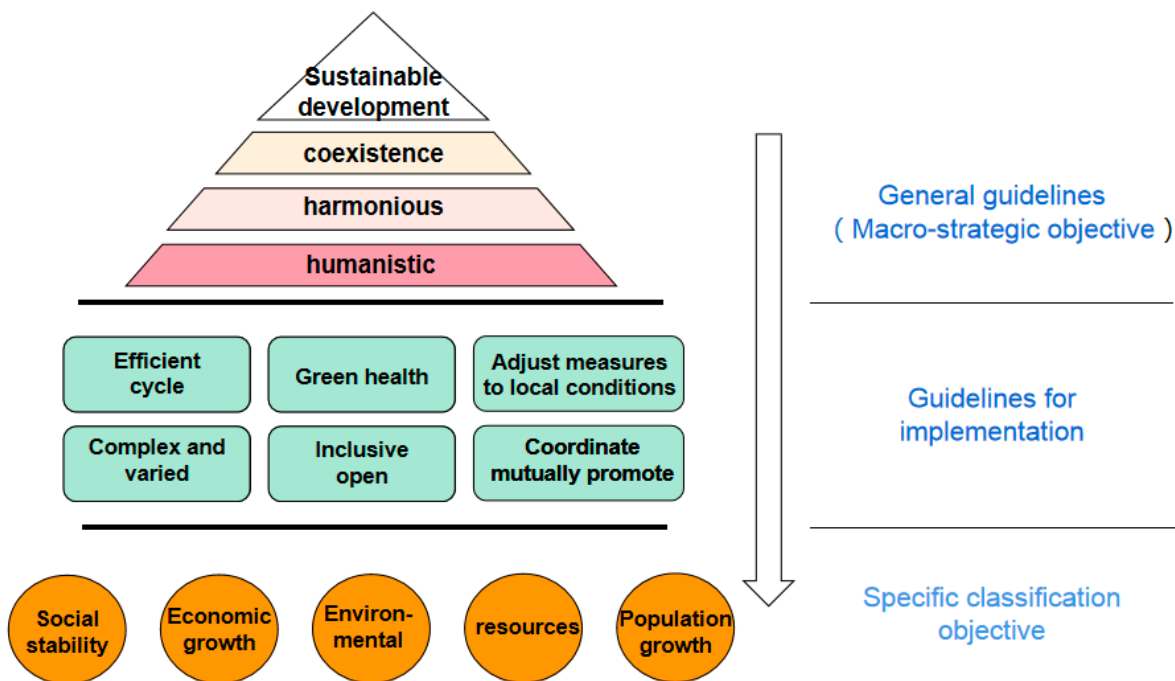 Sustainable
development
coexistence
harmonious
humanistic
General guidelines
( Macro-strategic objective )
Efficient
cycle
Green health
Adjust measures
to local conditions
Complex and
varied
Inclusive
open
Coordinate
mutually promote
Guidelines for
implementation
Social
stability
Economic
growth
Environ-
mental
resources
Population
growth
Specific classification
objective